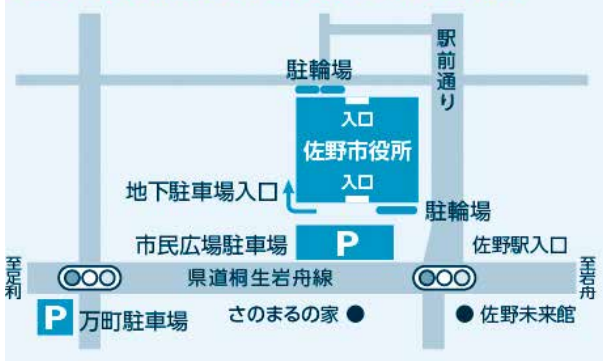 駅前通り
駐輪場
入口
佐野市役所
入口
地下駐車場入口
駐輪場
市民広場駐車場
P
佐野駅入口
至足利
県道桐生岩舟線
至岩舟
P
万町駐車場
さのまるの家
佐野未来館